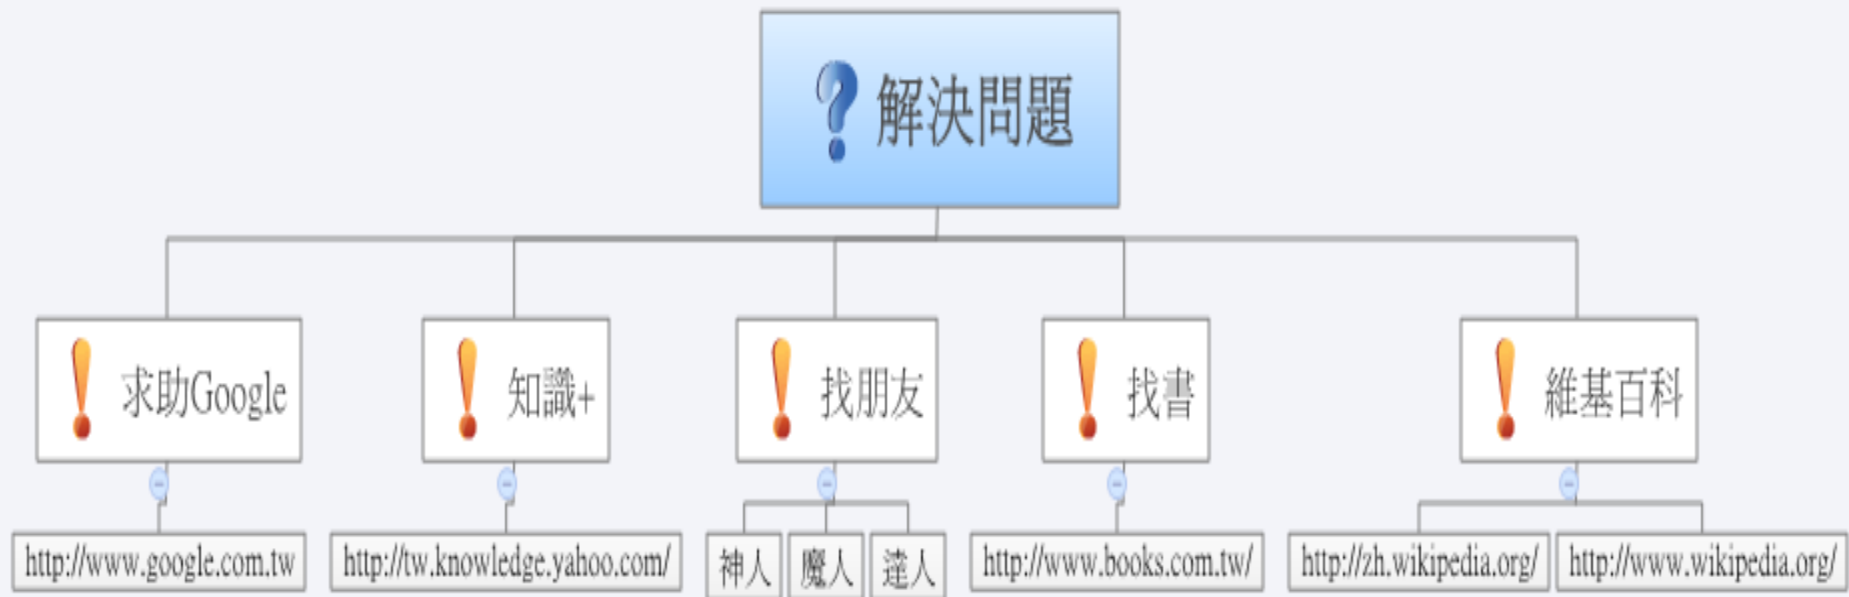 解決問題
求助Google
知識+
找朋友
找書
維基百科
http://www.google.com.tw
http://tw.knowledge.yahoo.com/
神人
魔人
達人
http://www.books.com.tw/
http://zh.wikipedia.org/
http://www.wikipedia.org/